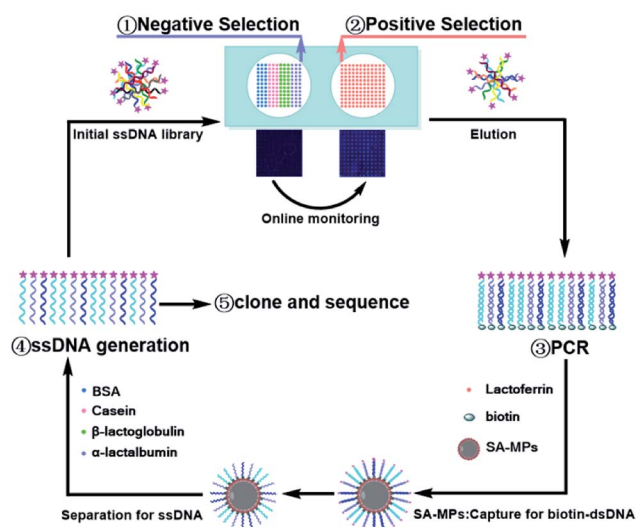 ①Negative Selection
②Positive Selection
Initial ssDNA library
Elution
Online monitoring
⑤clone and sequence
④ssDNA generation
③PCR
BSA
Casein
β-lactoglobulin
α-lactalbumin
Lactoferrin
biotin
SA-MPs
Separation for ssDNA
SA-MPs:Capture for biotin-dsDNA